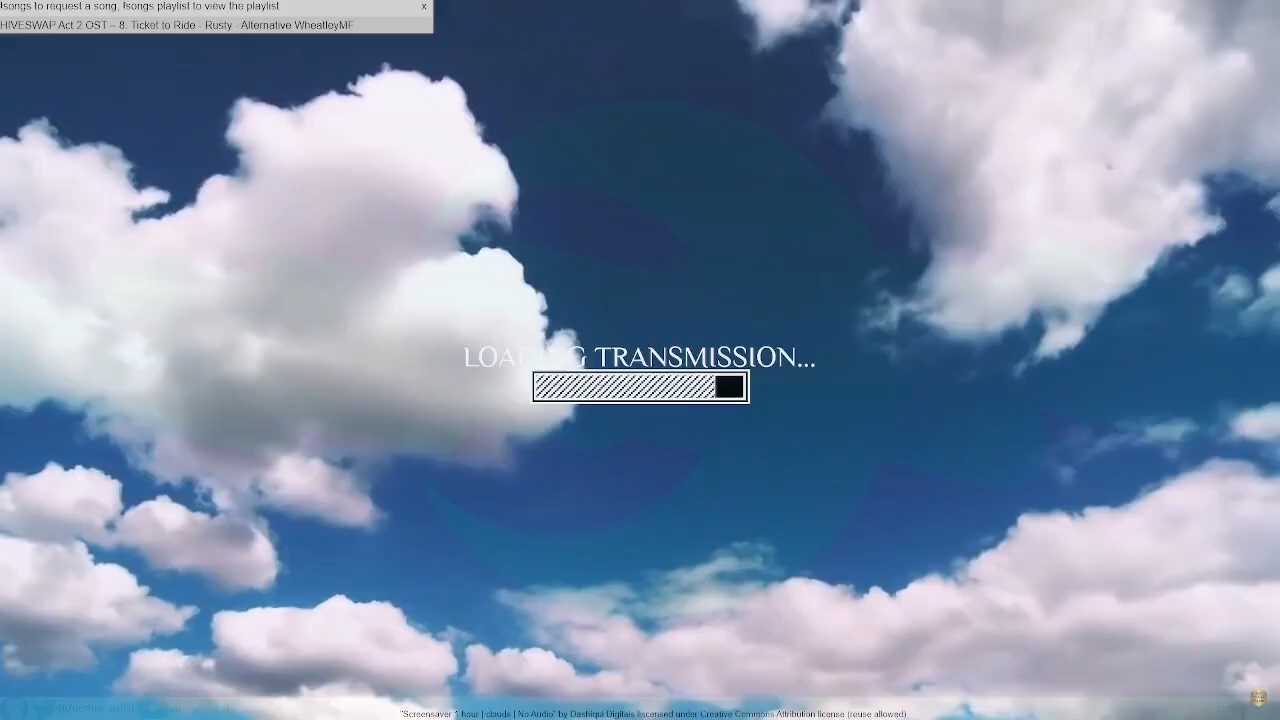 !songs to request a song, !songs playlist to view the playlist x
HIVESWAP Act 2 OST – 8. Ticket to Ride - Rusty - Alternative WheatleyMF
LOADING TRANSMISSION...
"Screensaver 1 hour | clouds | No Audio" by Dashiqui Digitals liscensed under Creative Commons Attribution license (reuse allowed)